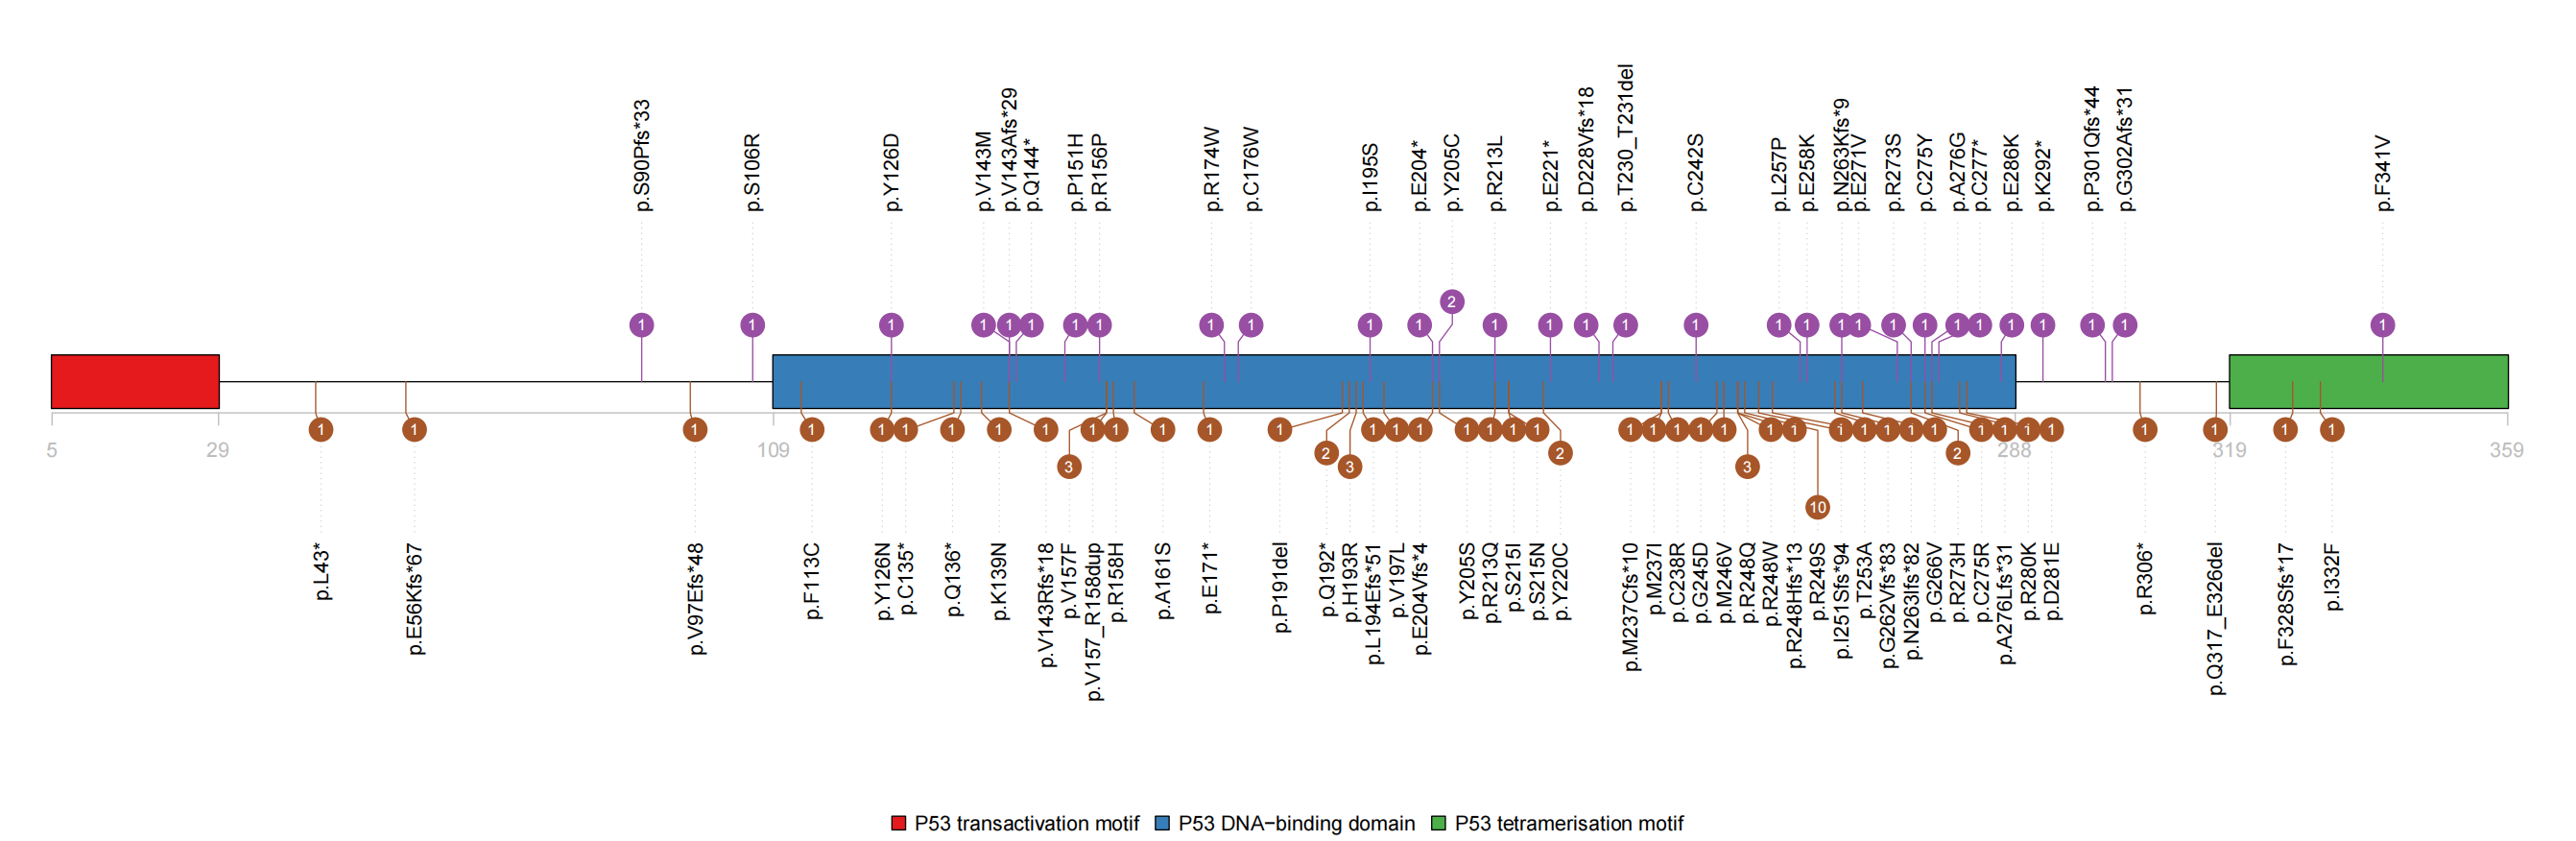 p.S90Pfs*33
p.S106R
p.Y126D
p.V143M
p.V143Afs*29
p.Q144*
p.P151H
p.R156P
p.R174W
p.C176W
p.I195S
p.E204*
p.Y205C
p.R213L
p.E221*
p.D228Vfs*18
p.T230_T231del
p.C242S
p.L257P
p.E258K
p.N263Kfs*9
p.E271V
p.R273S
p.C275Y
p.A276G
p.C277*
p.E286K
p.K292*
p.P301Qfs*44
p.G302Afs*31
p.F341V
2
1 1 1 1 1 1 1 1 1 1 1 1 1 1 1 1 1 1 1 1 1 1 1 1 1 1 1 1 1 1
1 1 1 1 1 1 1 1 1 1 1 1 1 1 1 1 1 1 1 1 1 1 1 1 1 1 1 1 1 1 1 1 1 1 1 1 1 1 1 1 1 1 1 1
5 29 109 288 319 359
2 2 2
3 3 3
10
p.L43*
p.E56Kfs*67
p.V97Efs*48
p.F113C
p.Y126N
p.C135*
p.Q136*
p.K139N
p.V143Rfs*18
p.V157F
p.V157_R158dup
p.R158H
p.A161S
p.E171*
p.P191del
p.Q192*
p.H193R
p.L194Efs*51
p.V197L
p.E204Vfs*4
p.Y205S
p.R213Q
p.S215I
p.S215N
p.Y220C
p.M237Cfs*10
p.M237I
p.C238R
p.G245D
p.M246V
p.R248Q
p.R248W
p.R248Hfs*13
p.R249S
p.I251Sfs*94
p.T253A
p.G262Vfs*83
p.N263Ifs*82
p.G266V
p.R273H
p.C275R
p.A276Lfs*31
p.R280K
p.D281E
p.R306*
p.Q317_E326del
p.F328Sfs*17
p.I332F
P53 transactivation motif P53 DNA−binding domain P53 tetramerisation motif